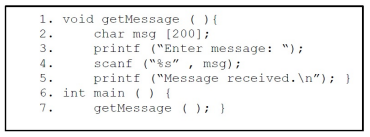 1. void getMessage ( ){
2. char msg [200];
3. printf (“Enter message: “);
4. scanf (“%s” , msg);
5. printf (“Message received.\n”); }
6. int main ( ) {
7. getMessage ( ); }